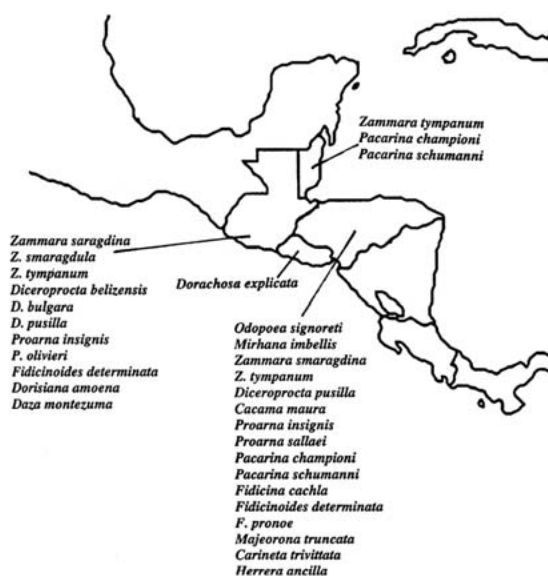 Zammara tympanum
Pacarina championi
Pacarina schumanni
Zammara saragdina
Z. smaragdula
Z. tympanum
Diceroprocta belizensis
D. bulgara
D. pusilla
Proarna insignis
P. olivieri
Fidicinoides determinata
Dorisiana amoena
Daza montezuma
Dorachosa explicata
Odopoea signoreti
Mirhana imbellis
Zammara smaragdina
Z. tympanum
Diceroprocta pusilla
Cacama maura
Proarna insignis
Proarna sallaei
Pacarina championi
Pacarina schumanni
Fidicina cachla
Fidicinoides determinata
F. pronoe
Majeorona truncata
Carineta trivittata
Herrera ancilla